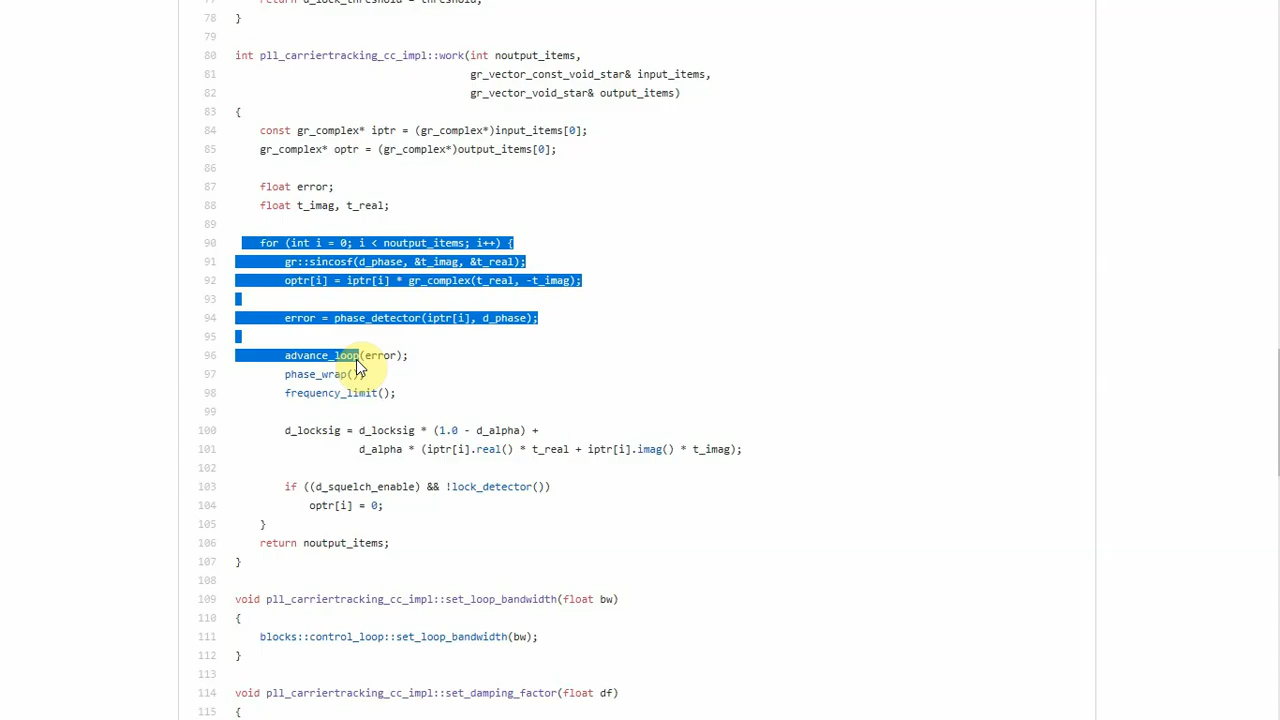 77 return d_lock_threshold = threshold;
78 }
79
80 int pll_carriertracking_cc_impl::work(int noutput_items,
81 gr_vector_const_void_star& input_items,
82 gr_vector_void_star& output_items)
83 {
84 const gr_complex* iptr = (gr_complex*)input_items[0];
85 gr_complex* optr = (gr_complex*)output_items[0];
86
87 float error;
88 float t_imag, t_real;
89
90 for (int i = 0; i < noutput_items; i++) {
91 gr::sincosf(d_phase, &t_imag, &t_real);
92 optr[i] = iptr[i] * gr_complex(t_real, -t_imag);
93
94 error = phase_detector(iptr[i], d_phase);
95
96 advance_loop(error);
97 phase_wrap();
98 frequency_limit();
99
100 d_locksig = d_locksig * (1.0 - d_alpha) +
101 d_alpha * (iptr[i].real() * t_real + iptr[i].imag() * t_imag);
102
103 if ((d_squelch_enable) && !lock_detector())
104 optr[i] = 0;
105 }
106 return noutput_items;
107 }
108
109 void pll_carriertracking_cc_impl::set_loop_bandwidth(float bw)
110 {
111 blocks::control_loop::set_loop_bandwidth(bw);
112 }
113
114 void pll_carriertracking_cc_impl::set_damping_factor(float df)
115 {